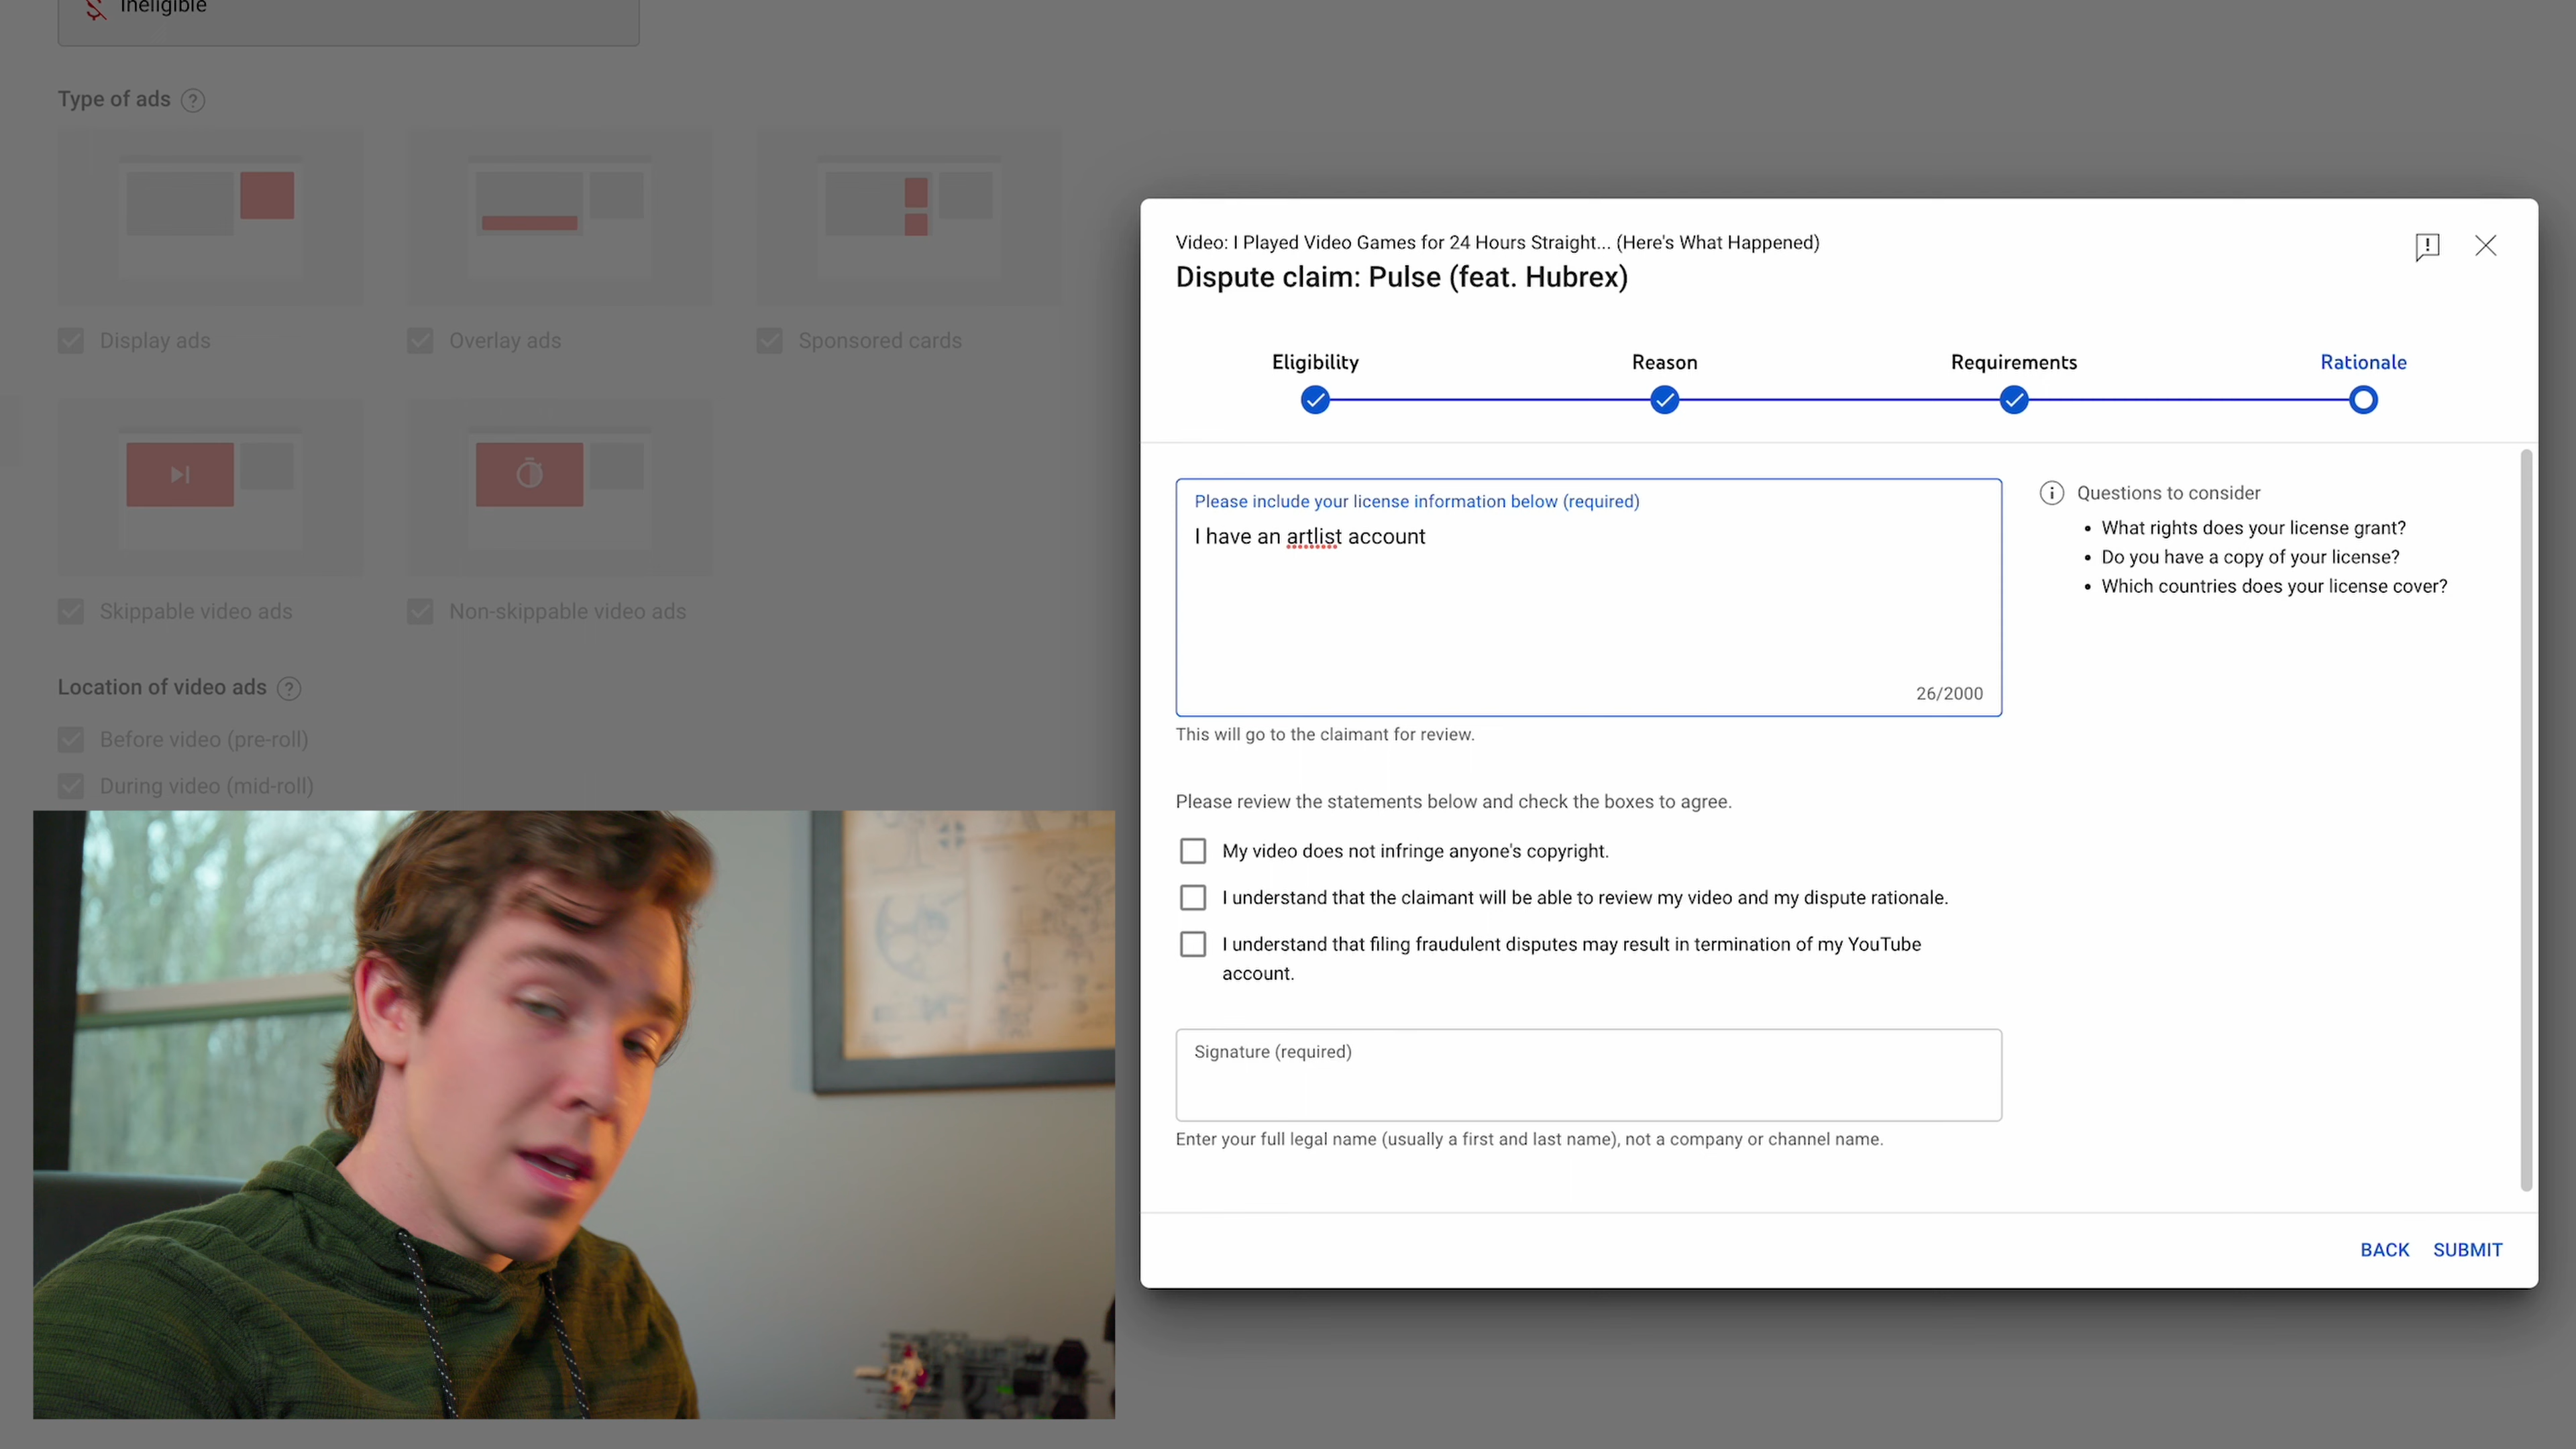 Ineligible
Type of ads
Display ads
Overlay ads
Sponsored cards
Skippable video ads
Non-skippable video ads
Location of video ads
Before video (pre-roll)
During video (mid-roll)
Video: I Played Video Games for 24 Hours Straight... (Here's What Happened)
Dispute claim: Pulse (feat. Hubrex)
Eligibility
Reason
Requirements
Rationale
Please include your license information below (required)
I have an artlist account
26/2000
This will go to the claimant for review.
Questions to consider
• What rights does your license grant?
• Do you have a copy of your license?
• Which countries does your license cover?
Please review the statements below and check the boxes to agree.
My video does not infringe anyone's copyright.
I understand that the claimant will be able to review my video and my dispute rationale.
I understand that filing fraudulent disputes may result in termination of my YouTube
account.
Signature (required)
Enter your full legal name (usually a first and last name), not a company or channel name.
BACK
SUBMIT